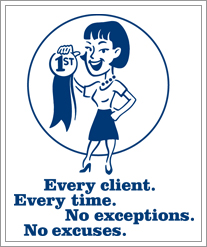 1ST
Every client.
Every time.
No exceptions.
No excuses.